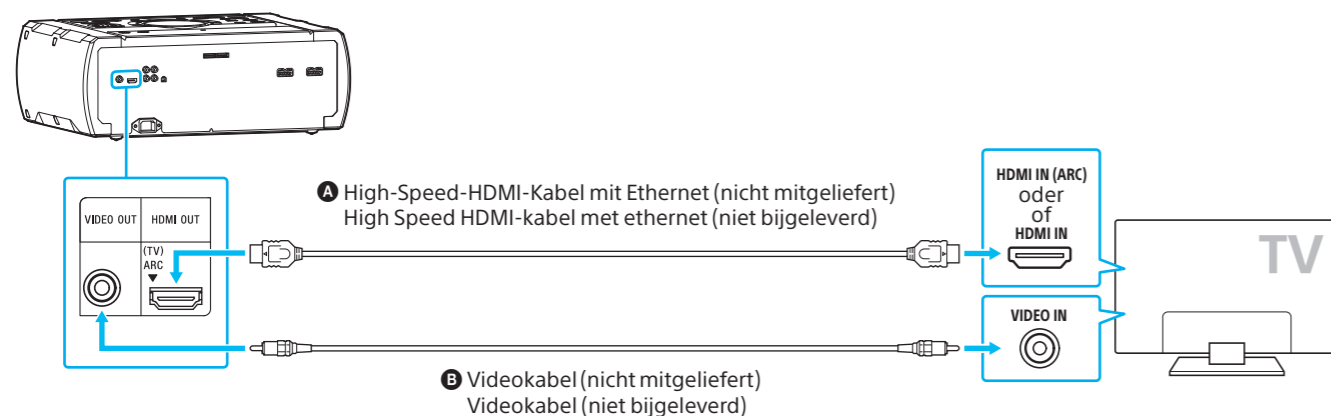 VIDEO OUT
HDMI OUT
(TV)
ARC
A High-Speed-HDMI-Kabel mit Ethernet (nicht mitgeliefert)
High Speed HDMI-kabel met ethernet (niet bijgeleverd)
HDMI IN (ARC)
oder
of
HDMI IN
TV
VIDEO IN
B Videokabel (nicht mitgeliefert)
Videokabel (niet bijgeleverd)